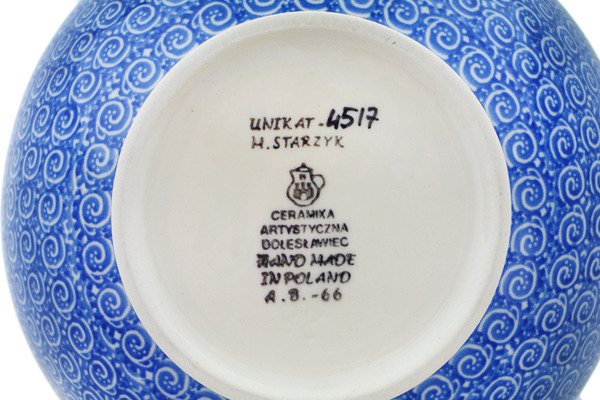 UNIKAT-4517
M.STARZYK
CERAMIKA
ARTYSTYCZNA
BOLESŁAWIEC
HAND MADE
IN POLAND
A.B.-66